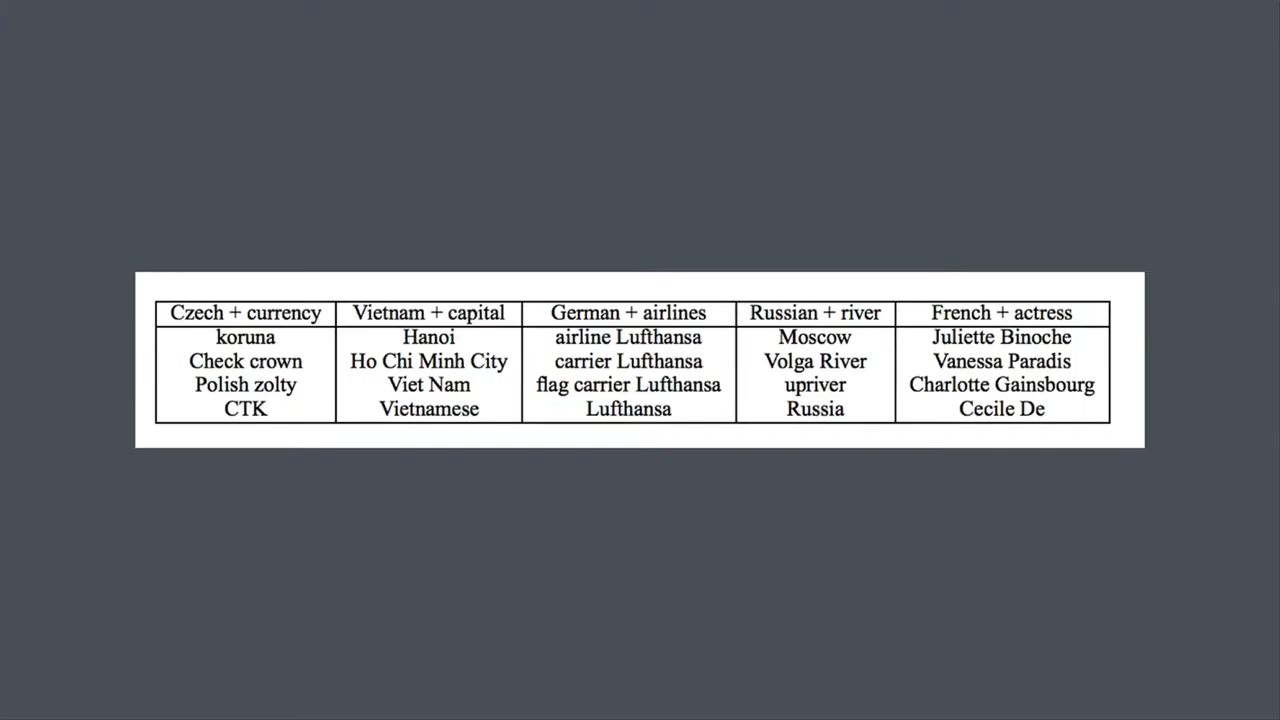 Czech + currency Vietnam + capital German + airlines Russian + river French + actress
koruna Hanoi airline Lufthansa Moscow Juliette Binoche
Check crown Ho Chi Minh City carrier Lufthansa Volga River Vanessa Paradis
Polish zolty Viet Nam flag carrier Lufthansa upriver Charlotte Gainsbourg
CTK Vietnamese Lufthansa Russia Cecile De